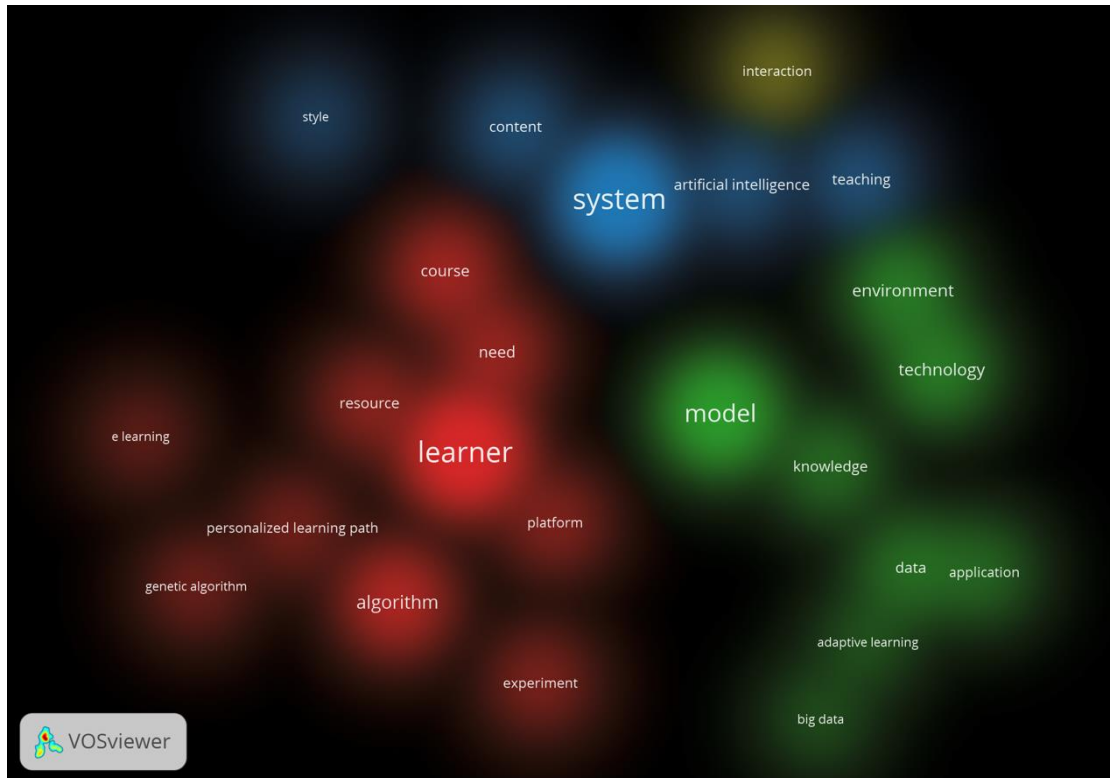 interaction
style
content
artificial intelligence
teaching
system
course
environment
need
technology
resource
model
e learning
learner
knowledge
personalized learning path
platform
genetic algorithm
data
application
algorithm
adaptive learning
experiment
big data
VOSviewer